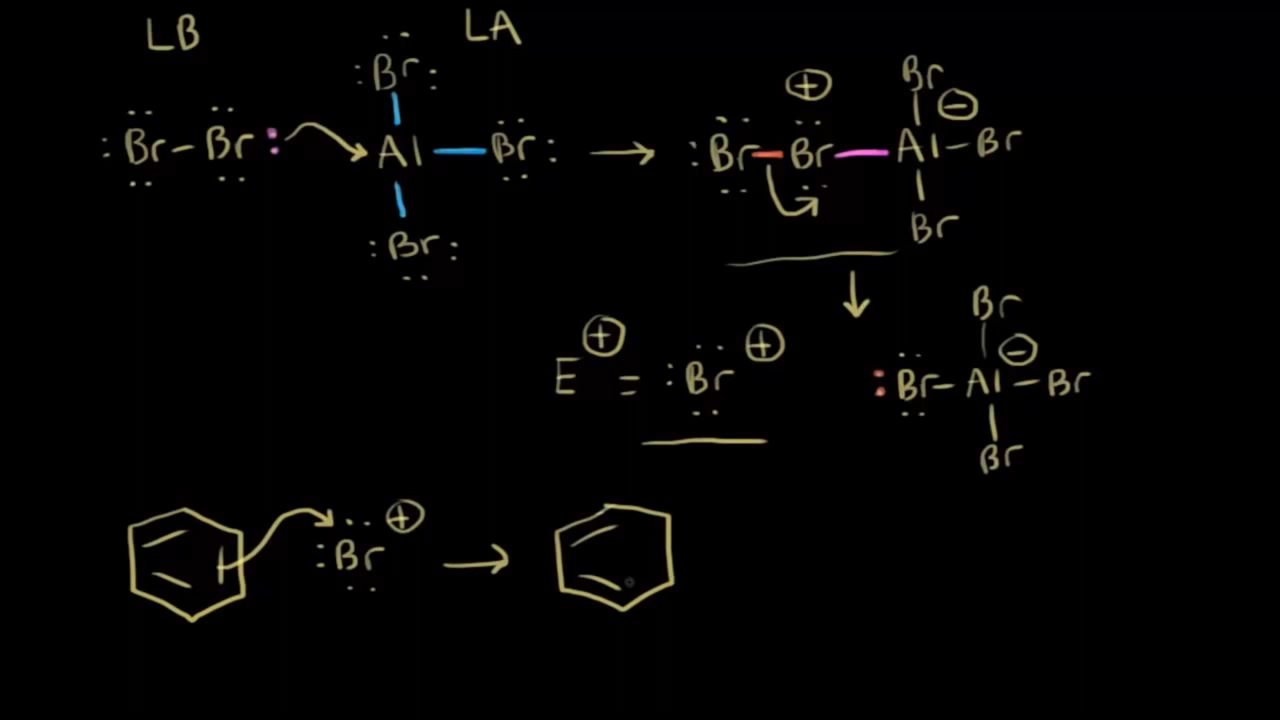 LB LA
:Br–Br: Al Br: → :Br–Br–Al–Br
:Br:
:Br:
⊕ Br ⊖
Br
↓
E⊕ = :Br ⊕ :Br–Al–Br
Br ⊖
Br
:Br ⊕ →